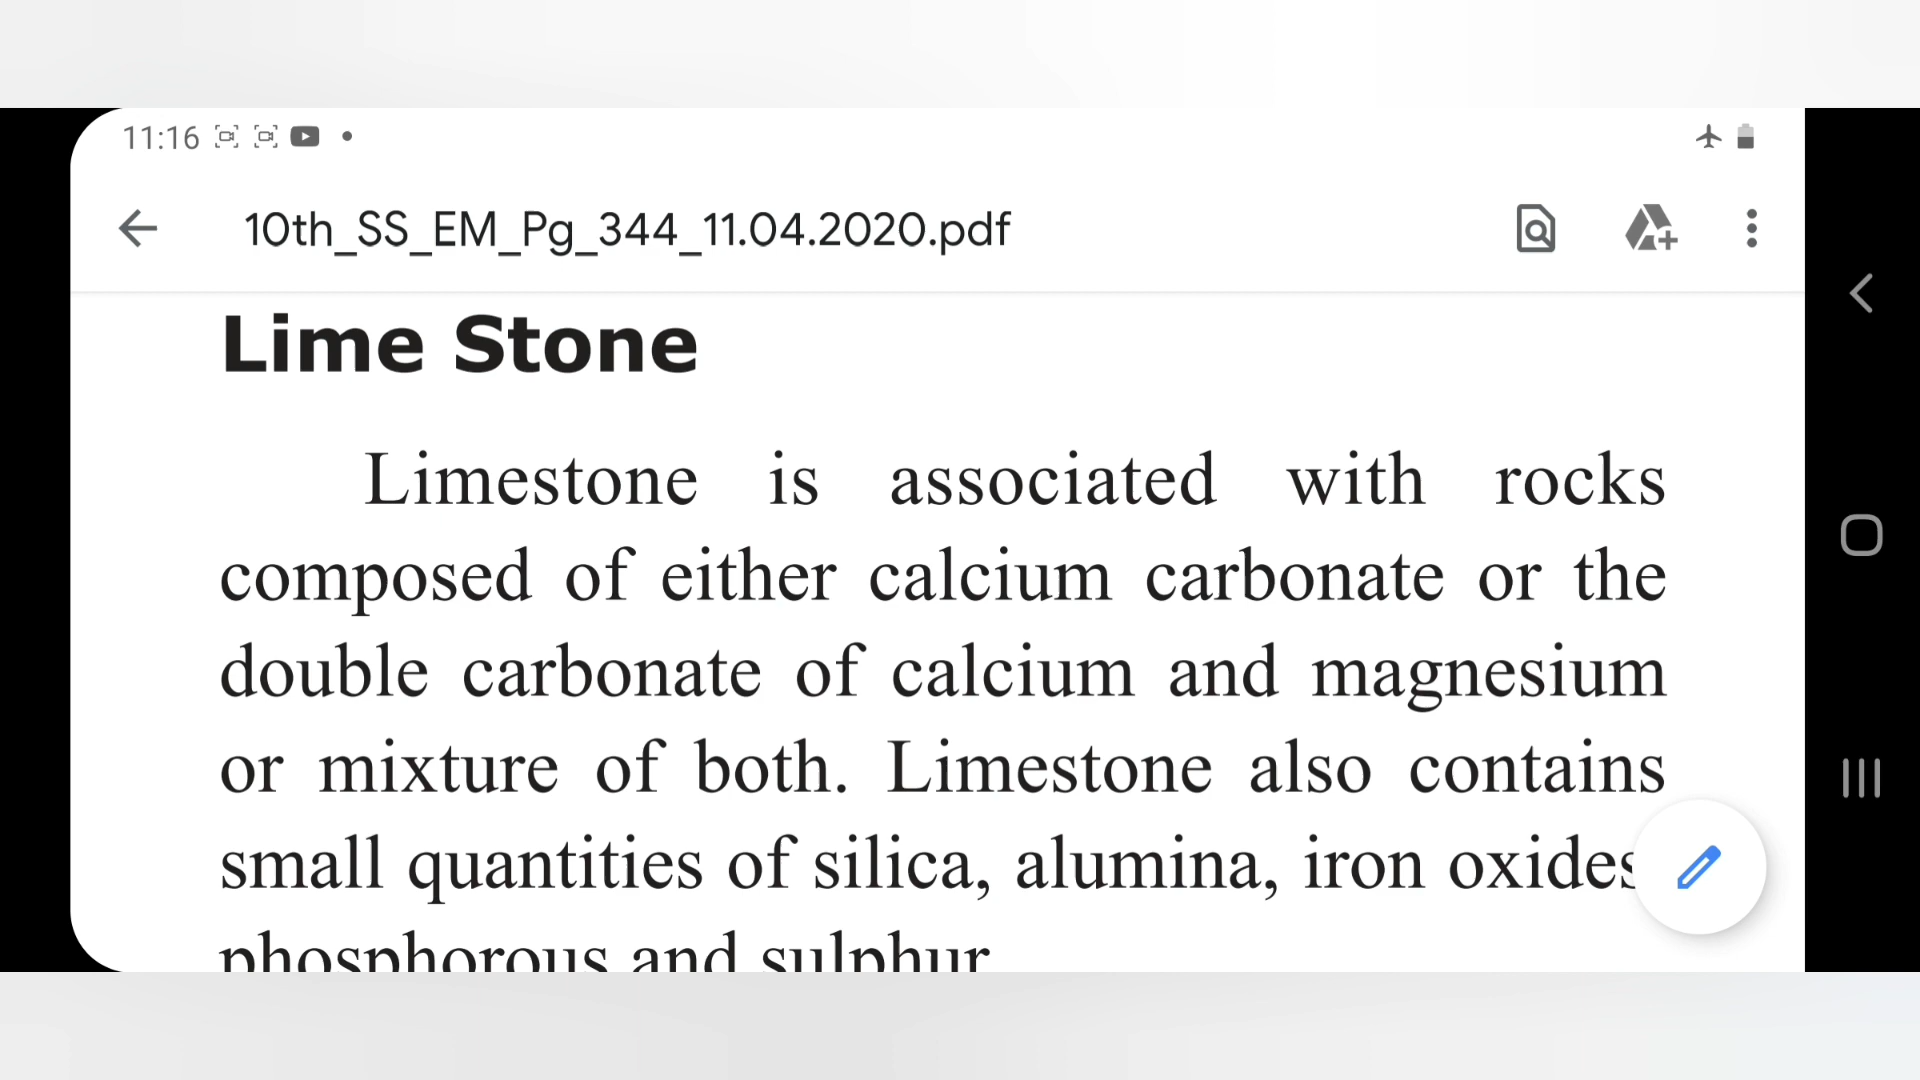 11:16
10th_SS_EM_Pg_344_11.04.2020.pdf
Lime Stone
Limestone is associated with rocks
composed of either calcium carbonate or the
double carbonate of calcium and magnesium
or mixture of both. Limestone also contains
small quantities of silica, alumina, iron oxides
phosphorous and sulphur